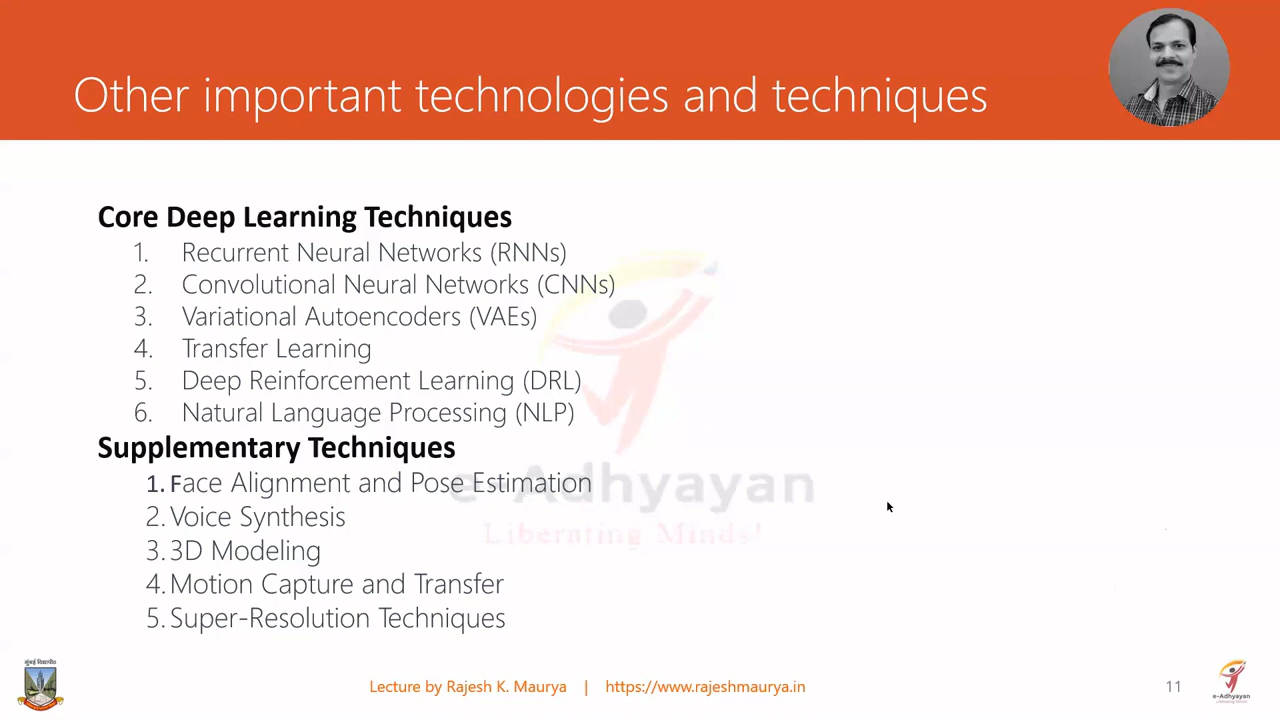 Other important technologies and techniques
Core Deep Learning Techniques
1. Recurrent Neural Networks (RNNs)
2. Convolutional Neural Networks (CNNs)
3. Variational Autoencoders (VAEs)
4. Transfer Learning
5. Deep Reinforcement Learning (DRL)
6. Natural Language Processing (NLP)
Supplementary Techniques
1. Face Alignment and Pose Estimation
2. Voice Synthesis
3. 3D Modeling
4. Motion Capture and Transfer
5. Super-Resolution Techniques
e-Adhyayan
Liberating Minds!
Lecture by Rajesh K. Maurya | https://www.rajeshmaurya.in
11
e-Adhyayan
Liberating Minds!